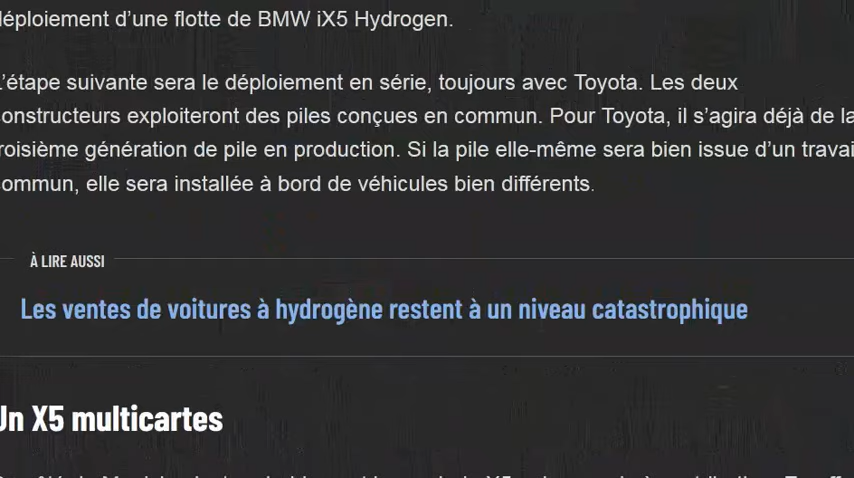 déploiement d’une flotte de BMW iX5 Hydrogen.
L’étape suivante sera le déploiement en série, toujours avec Toyota. Les deux
constructeurs exploiteront des piles conçues en commun. Pour Toyota, il s’agira déjà de la
troisième génération de pile en production. Si la pile elle-même sera bien issue d’un travail
commun, elle sera installée à bord de véhicules bien différents.
À LIRE AUSSI
Les ventes de voitures à hydrogène restent à un niveau catastrophique
Un X5 multicartes